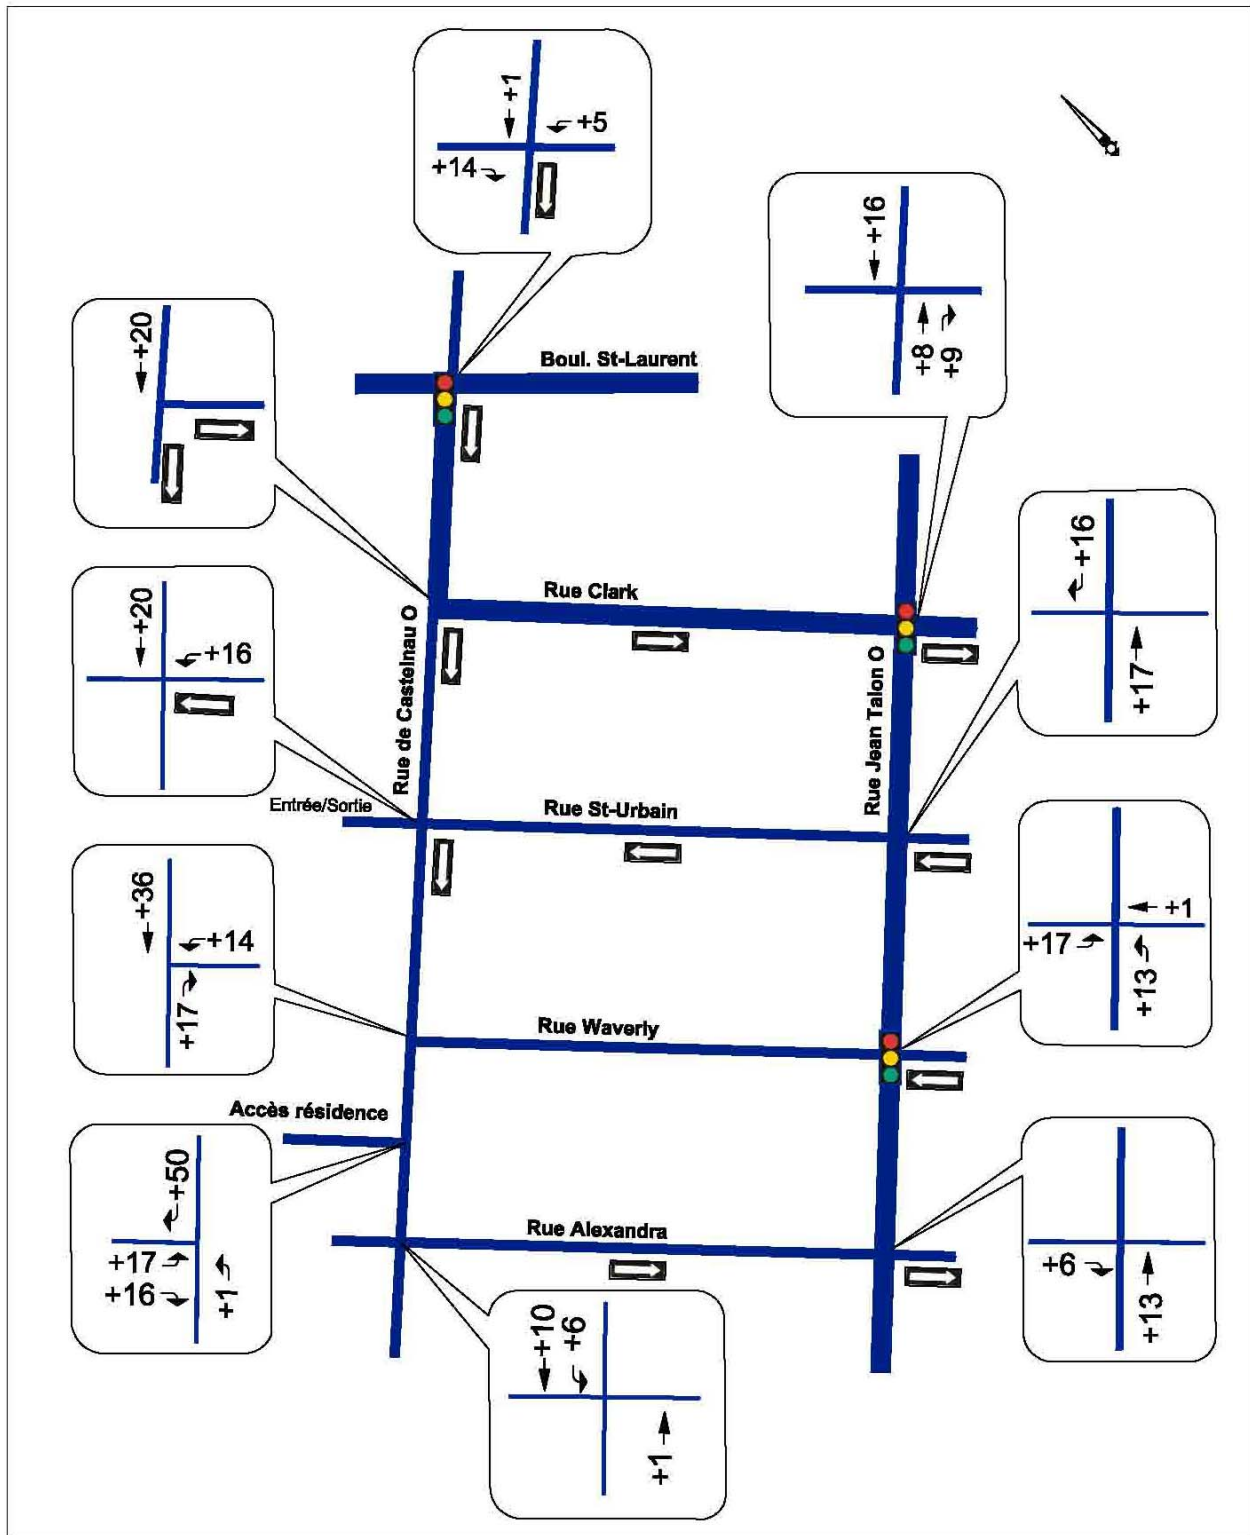 +1
+5
+14
+16
+8
+9
Boul. St-Laurent
+20
Rue Clark
Rue de Castelnau O
Rue Jean Talon O
+16
+17
+20
+16
Entrée/Sortie
Rue St-Urbain
+36
+14
+17
+1
+17
+13
Rue Waverly
Accès résidence
+50
+17
+16
+1
Rue Alexandra
+6
+13
+10
+6
+1